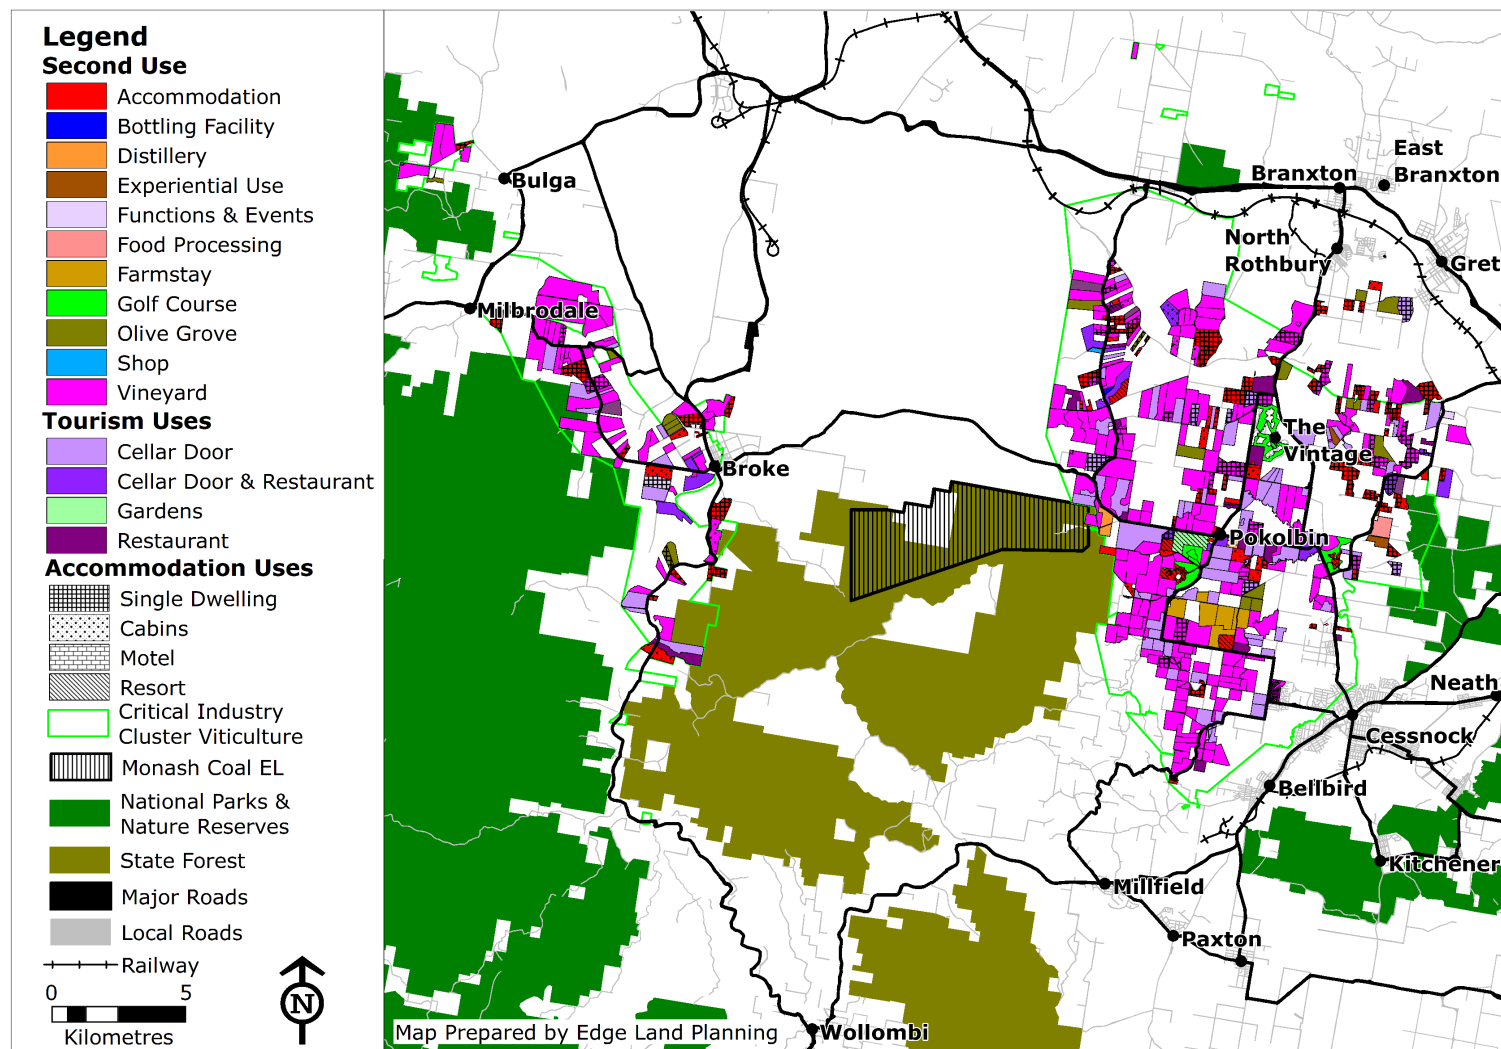 Legend
Second Use
Accommodation
Bottling Facility
Distillery
Experiential Use
Functions & Events
Food Processing
Farmstay
Golf Course
Olive Grove
Shop
Vineyard
Tourism Uses
Cellar Door
Cellar Door & Restaurant
Gardens
Restaurant
Accommodation Uses
Single Dwelling
Cabins
Motel
Resort
Critical Industry
Cluster Viticulture
Monash Coal EL
National Parks &
Nature Reserves
State Forest
Major Roads
Local Roads
Railway
0 5
Kilometres
N
East
Branxton
Branxton
Bulga
North
Rothbury
Gret
Milbrodale
The
Vintage
Broke
Pokolbin
Neath
Cessnock
Bellbird
Kitchener
Millfield
Paxton
Wollombi
Map Prepared by Edge Land Planning